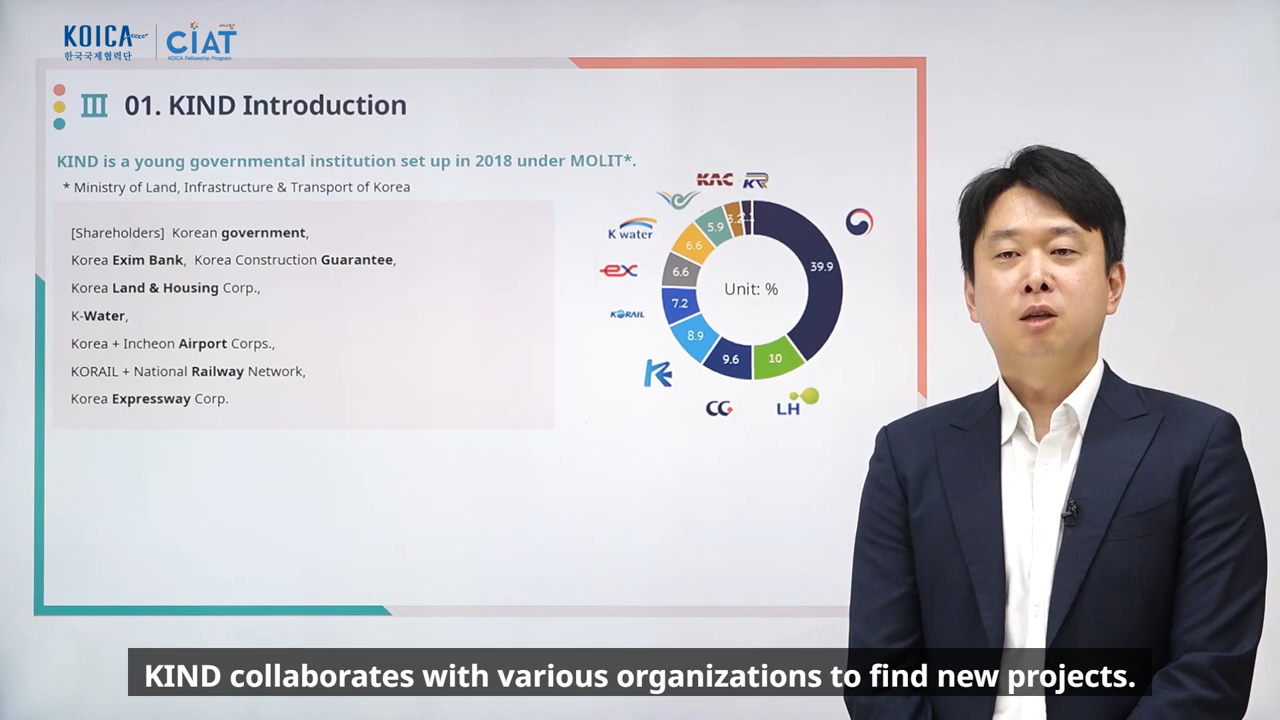 KOICA
한국국제협력단
CIAT
KOICA Fellowship Program
III 01. KIND Introduction
KIND is a young governmental institution set up in 2018 under MOLIT*.
* Ministry of Land, Infrastructure & Transport of Korea
[Shareholders] Korean government,
Korea Exim Bank, Korea Construction Guarantee,
Korea Land & Housing Corp.,
K-Water,
Korea + Incheon Airport Corps.,
KORAIL + National Railway Network,
Korea Expressway Corp.
KAC KR
K water
ex
KORAIL
CG
LH
Unit: %
39.9
10
9.6
8.9
7.2
6.6
6.6
5.9
3.2
KIND collaborates with various organizations to find new projects.